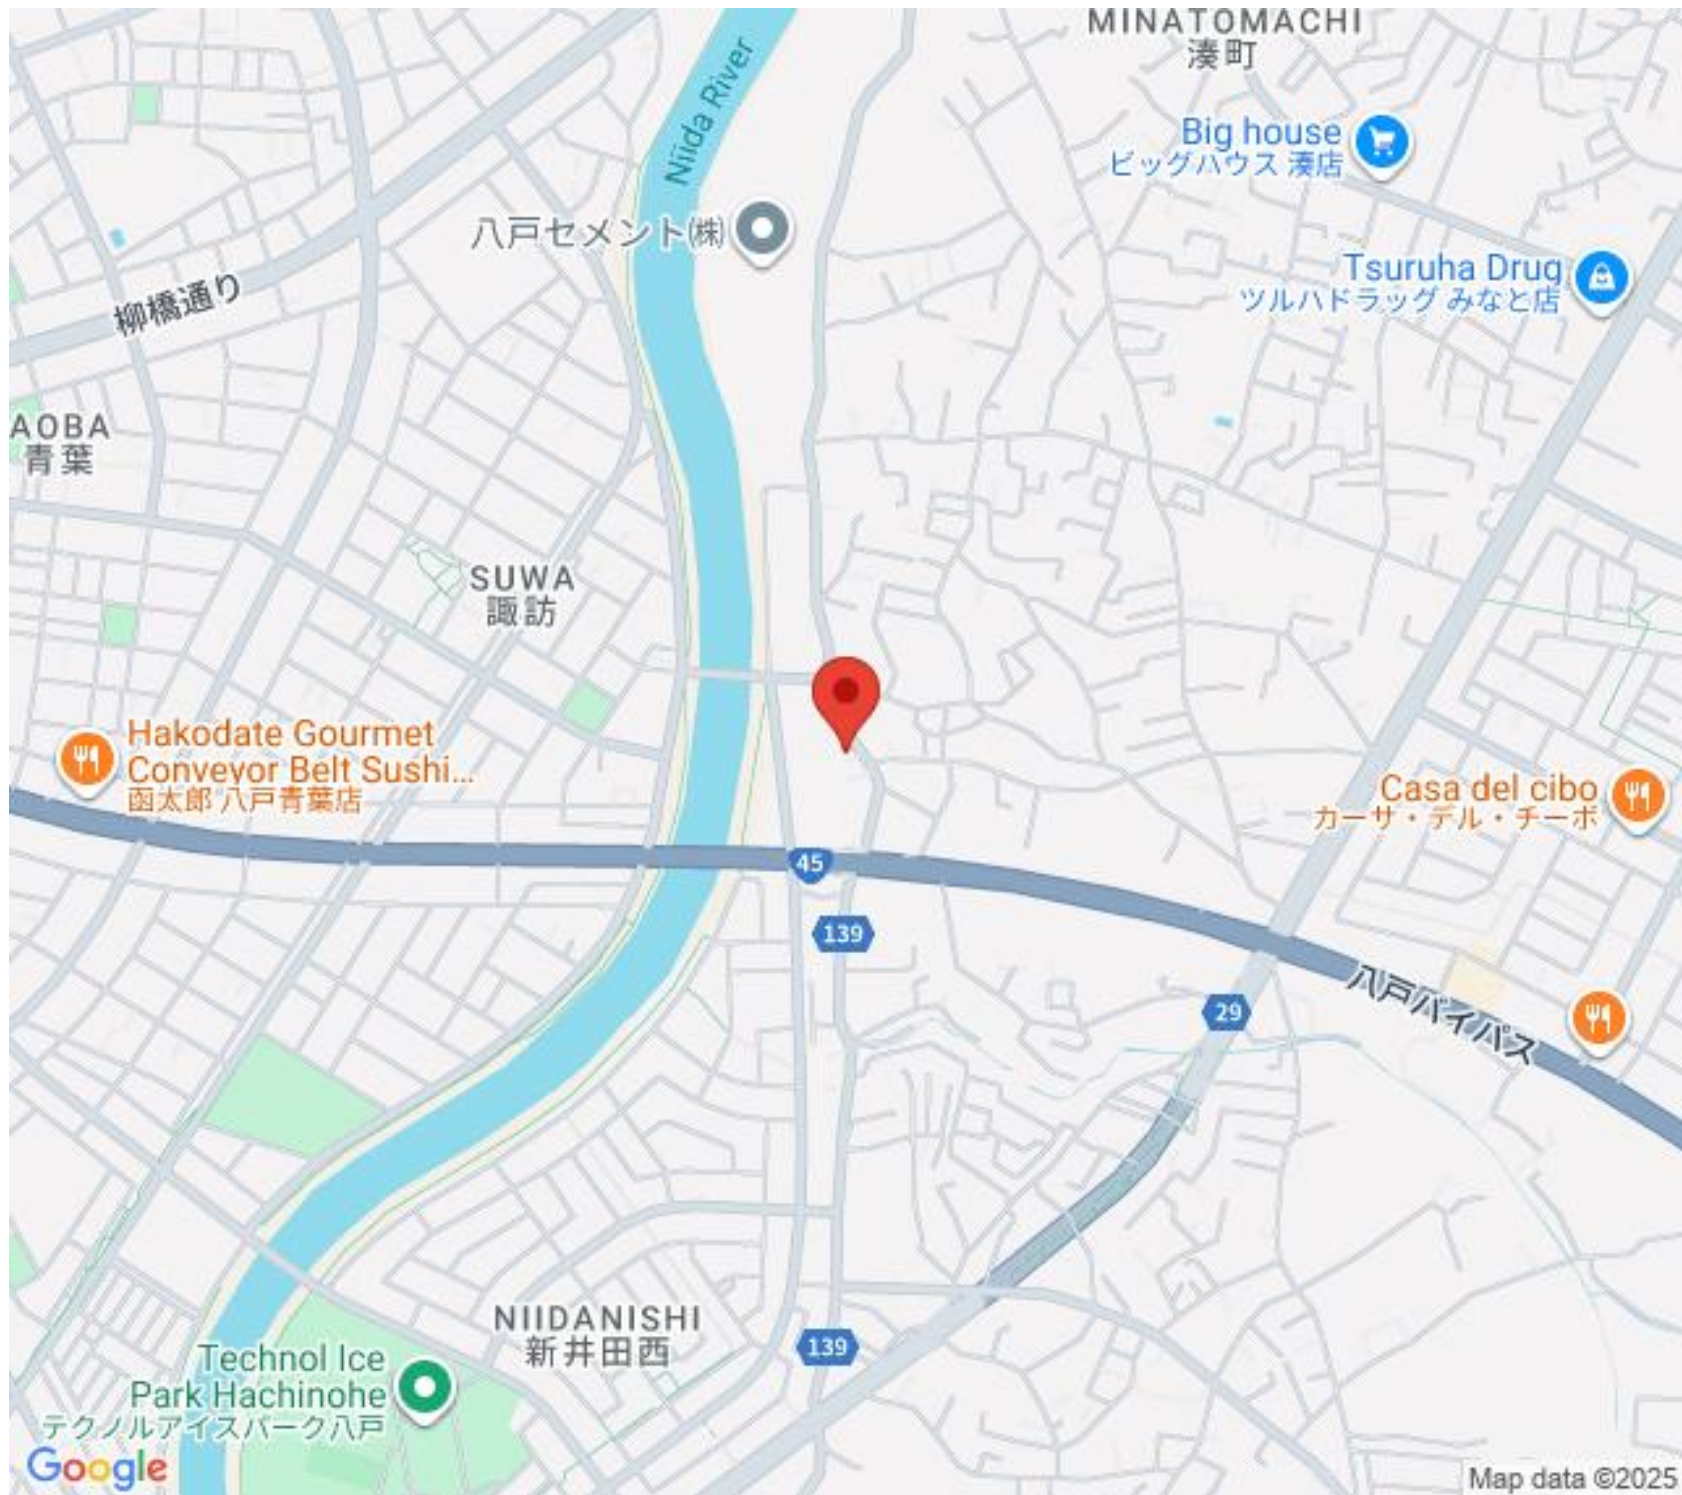 MINATOMACHI
湊町
Niida River
Big house
ビッグハウス 湊店
八戸セメント㈱
Tsuruha Drug
ツルハドラッグ みなと店
柳橋通り
AOBA
青葉
SUWA
諏訪
Hakodate Gourmet
Conveyor Belt Sushi...
函太郎 八戸青葉店
Casa del cibo
カーサ・デル・チーボ
45
139
29
八戸バイパス
NIIDANISHI
新井田西
139
Technol Ice
Park Hachinohe
テクノルアイスパーク八戸
Google
Map data ©2025